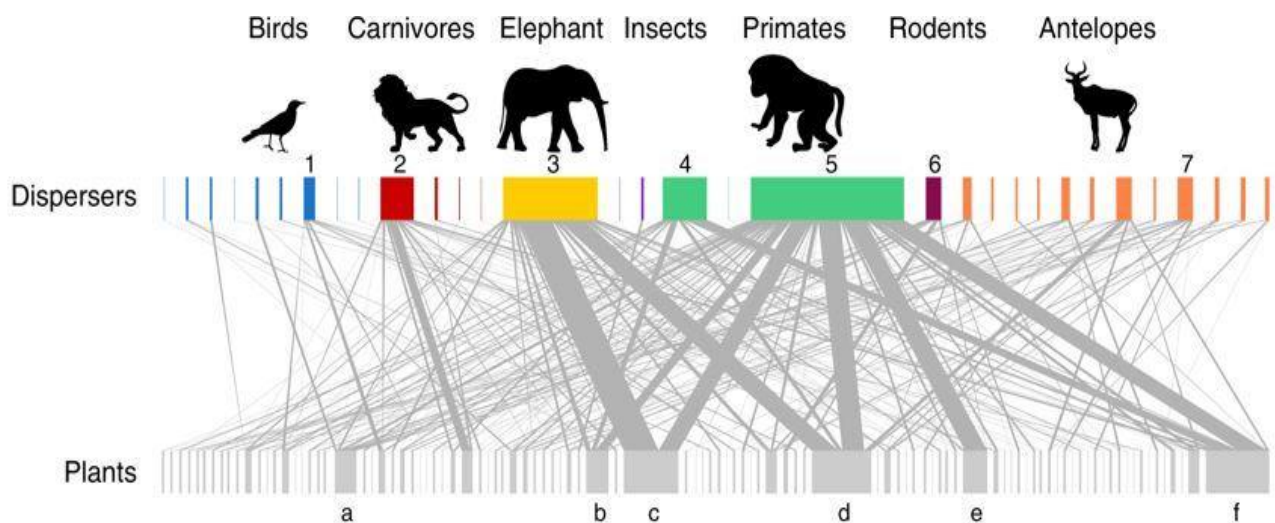 Birds Carnivores Elephant Insects Primates Rodents Antelopes
1 2 3 4 5 6 7
Dispersers
Plants
a b c d e f